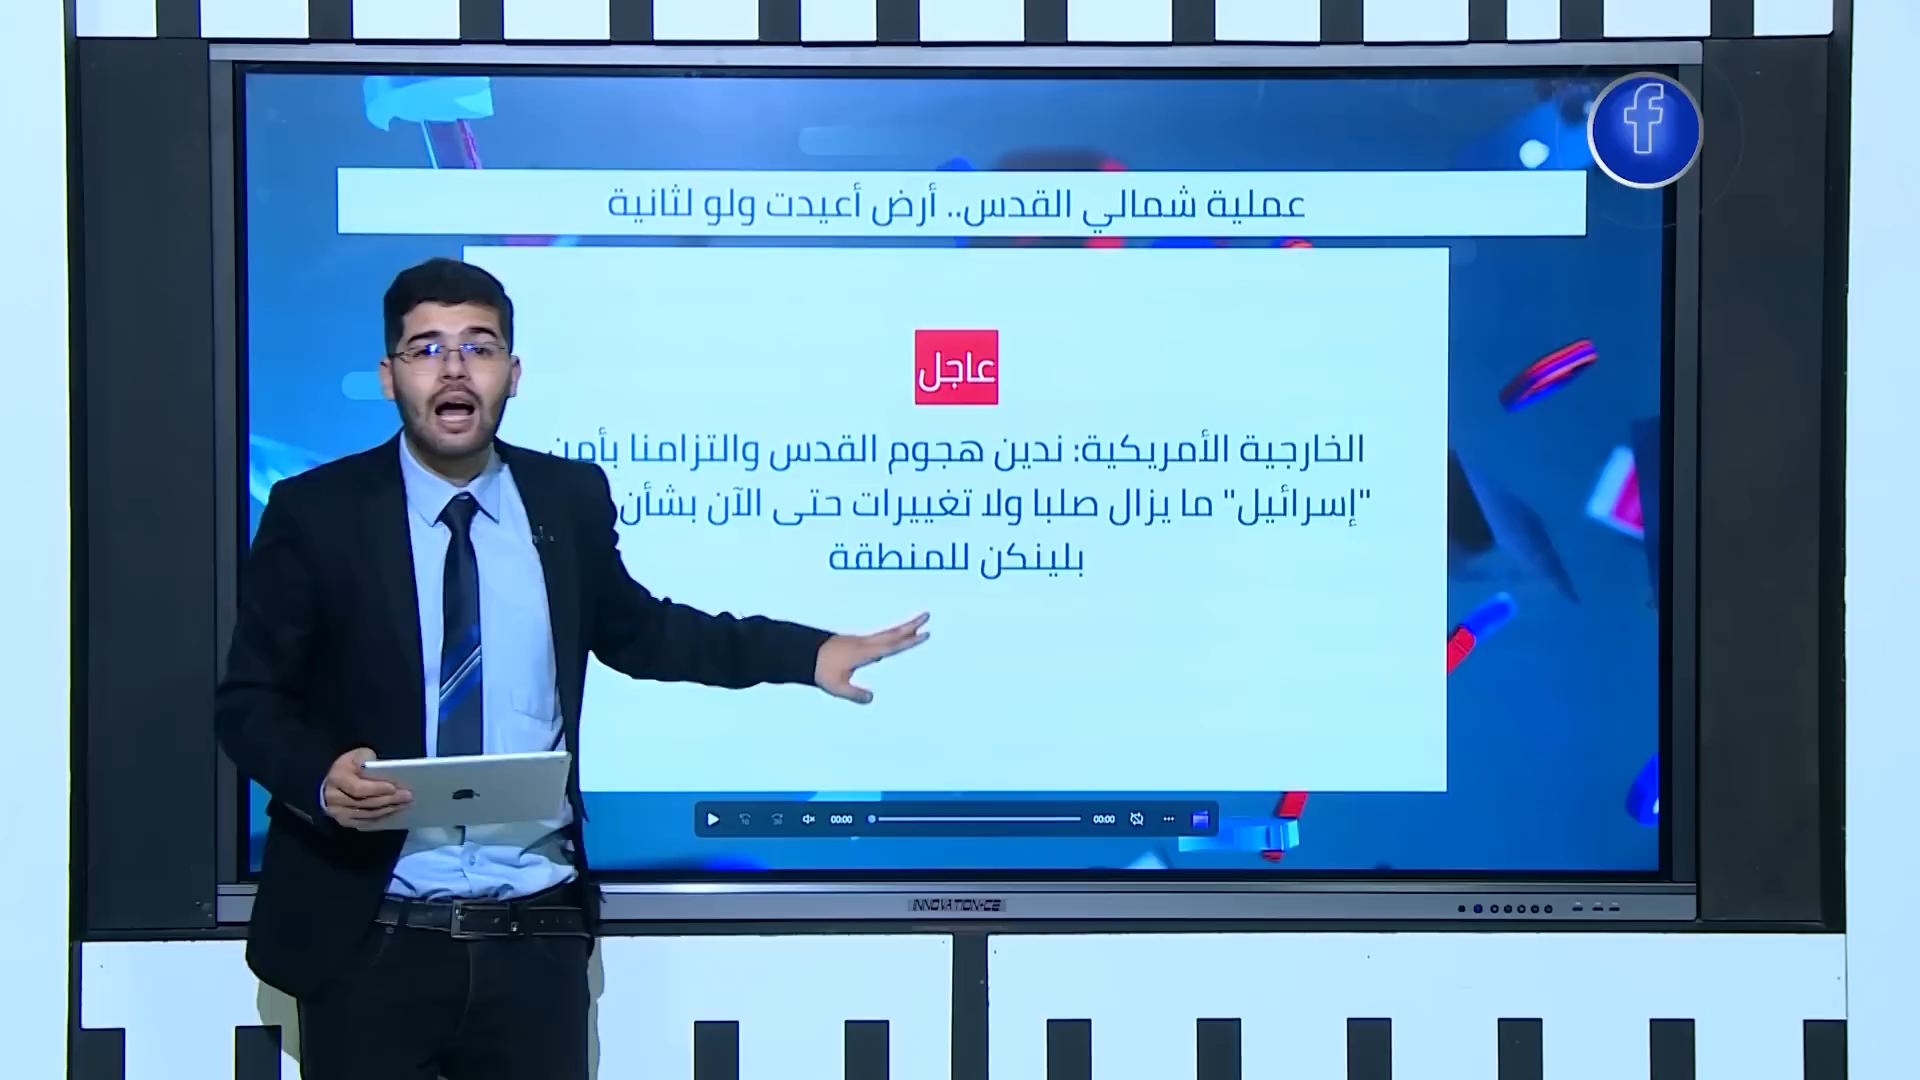 عملية شمالي القدس.. أرض أعيدت ولو لثانية
عاجل
الخارجية الأمريكية: ندين هجوم القدس والتزامنا بأمن
"إسرائيل" ما يزال صلبا ولا تغييرات حتى الآن بشأن
بلينكن للمنطقة
00:00
00:00
INNOVATION-CE